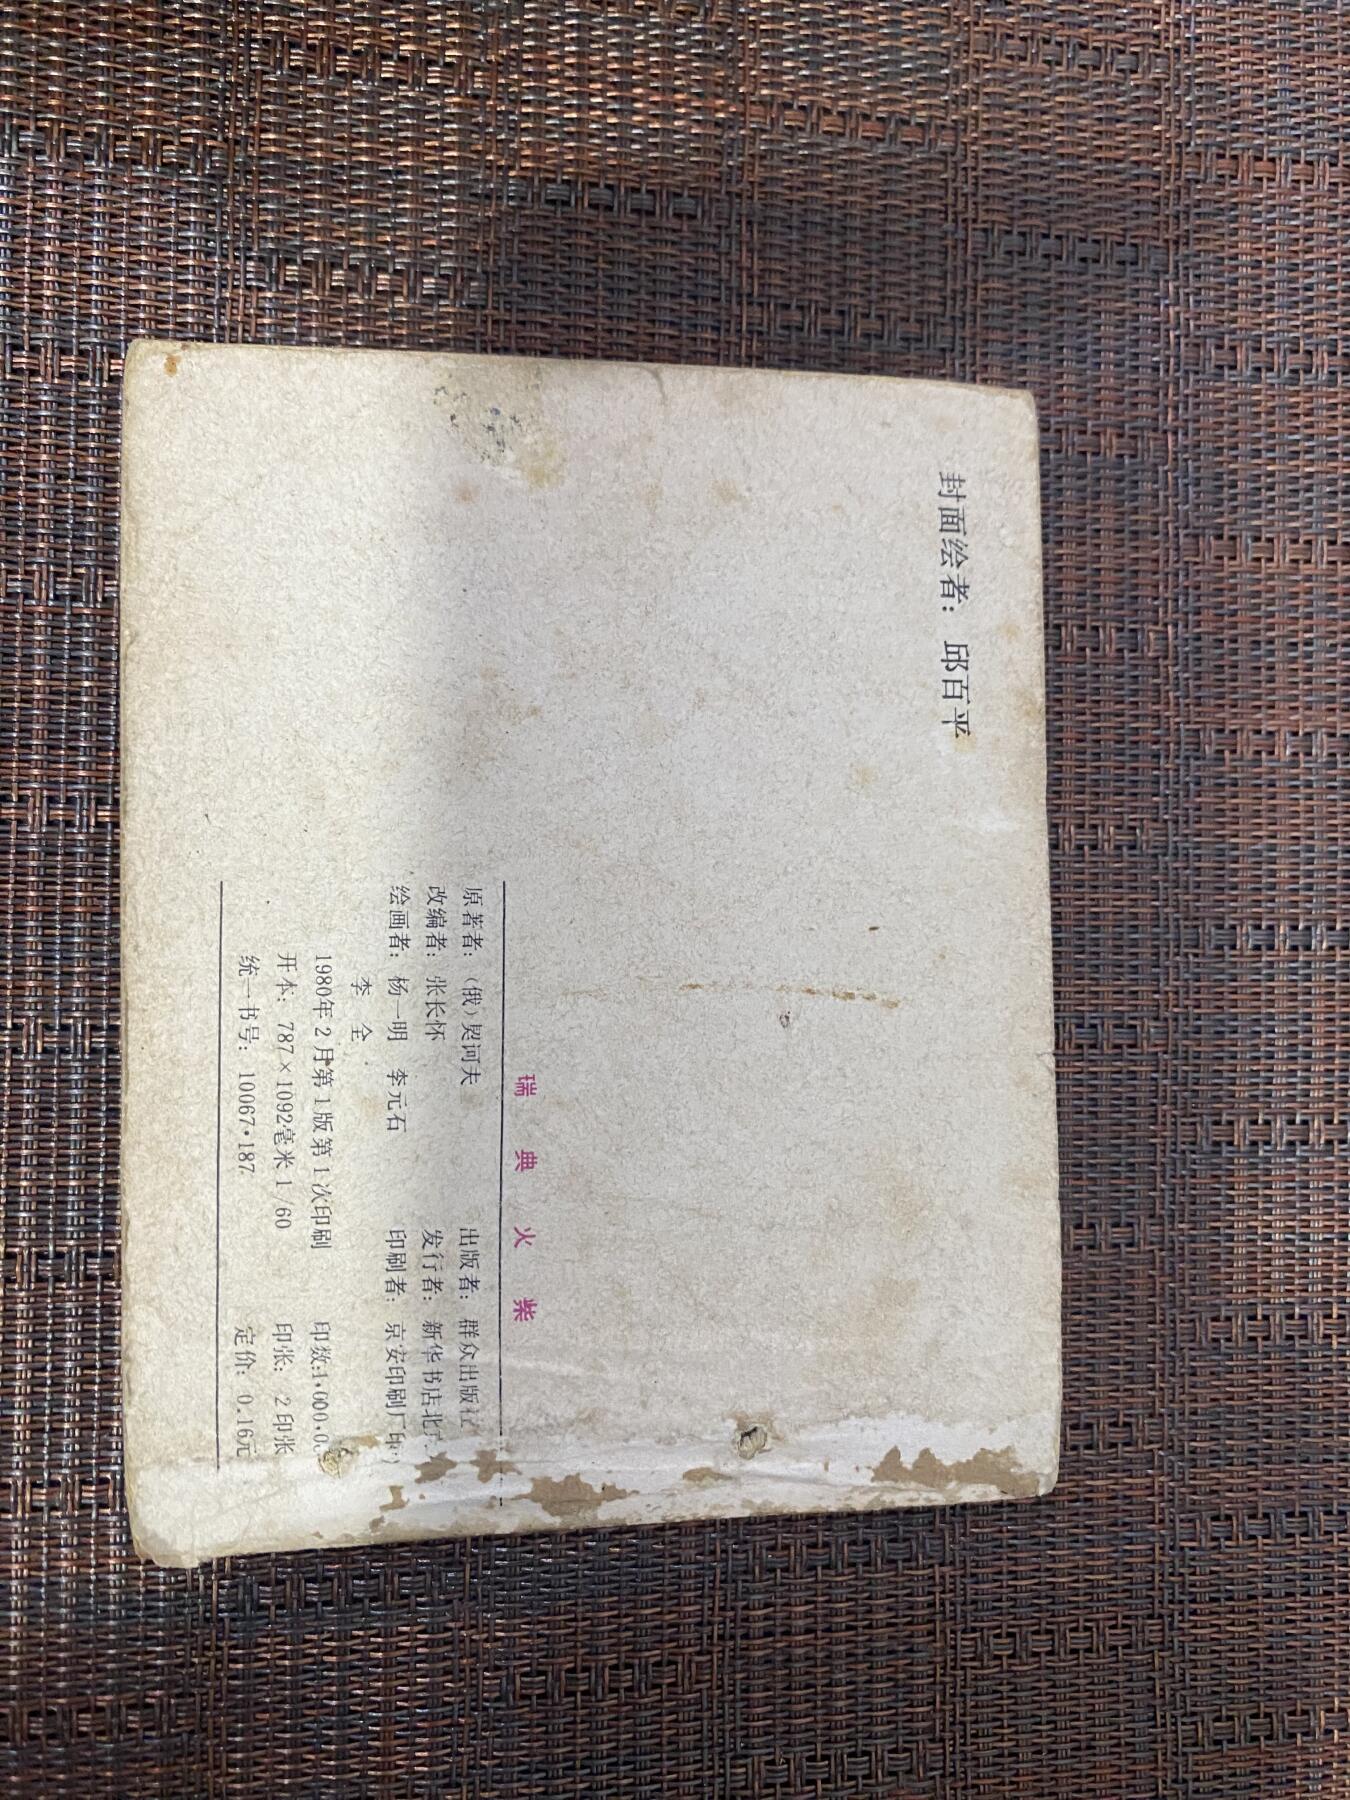 封面绘者：邱百平
瑞典火柴
原著者：（俄）契诃夫 出版者：群众出版社
改编者：张长怀 发行者：新华书店北
绘画者：杨一明 李元石 印刷者：京安印刷厂印
李全
1980年2月第1版第1次印刷 印数:1·000·0
开本：787×1092毫米1/60 印张：2印张
统一书号：10067·187 定价：0.16元